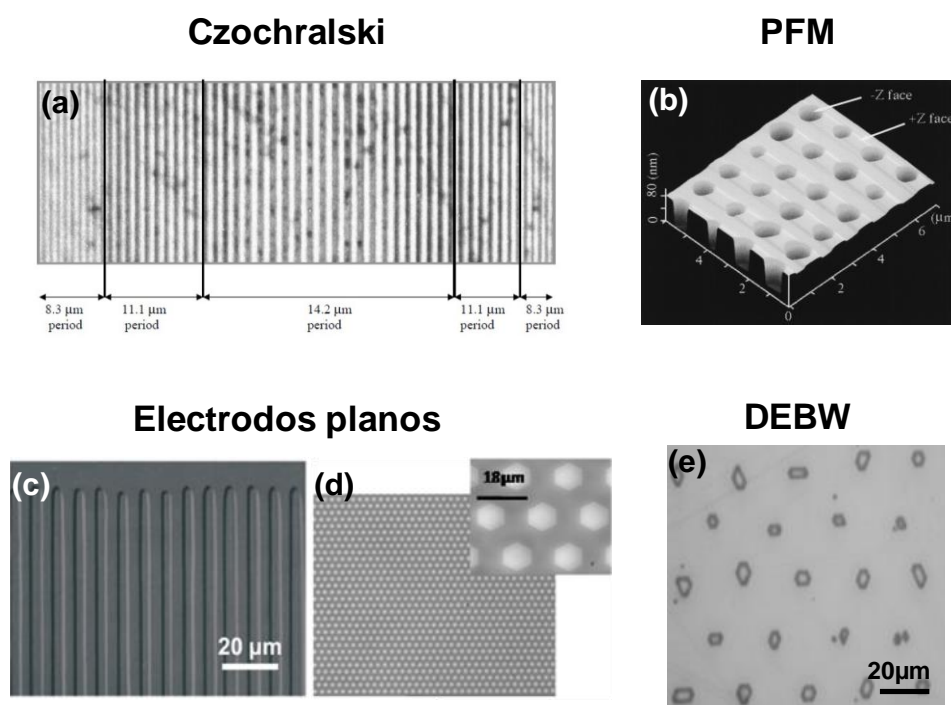 Czochralski
PFM
(a)
8.3 µm
period
11.1 µm
period
14.2 µm
period
11.1 µm
period
8.3 µm
period
(b)
-Z face
+Z face
80 (nm)
0
4
2
0
2
4
6
(µm
Electrodos planos
DEBW
(c)
20 µm
(d)
18µm
(e)
20µm